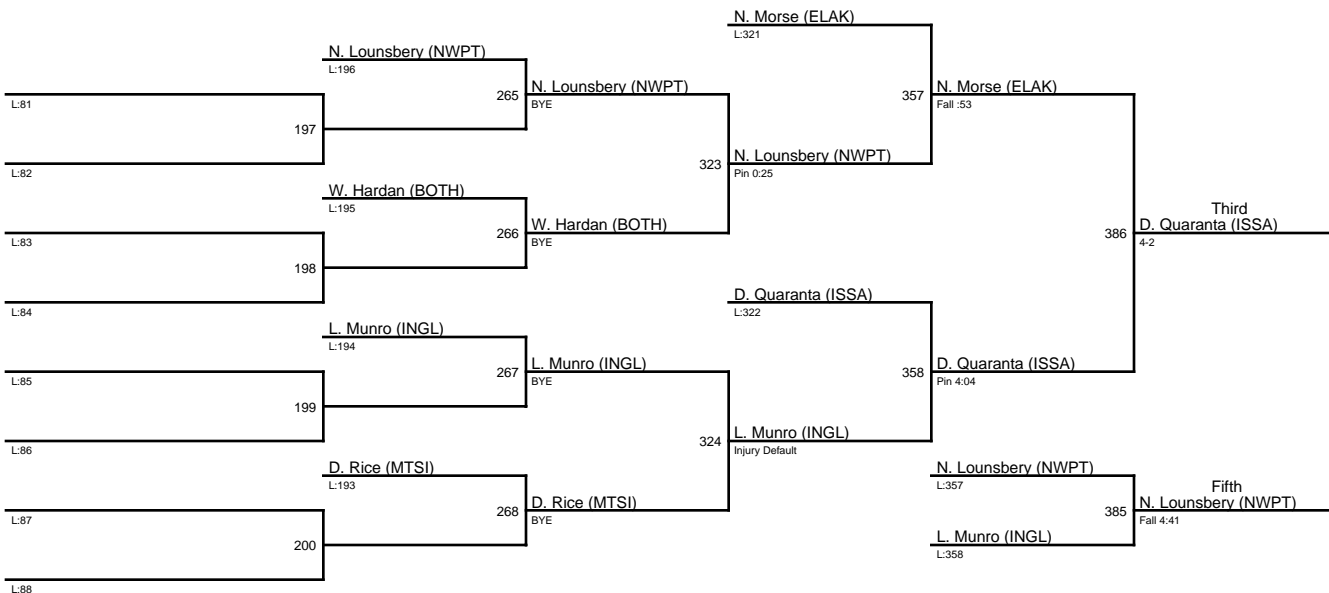 N. Morse (ELAK)
L:321
N. Lounsbery (NWPT)
L:196
265
N. Lounsbery (NWPT)
BYE
357
N. Morse (ELAK)
Fall :53
L:81
197
L:82
323
N. Lounsbery (NWPT)
Pin 0:25
W. Hardan (BOTH)
L:195
266
W. Hardan (BOTH)
BYE
L:83
198
L:84
386
Third
D. Quaranta (ISSA)
4-2
D. Quaranta (ISSA)
L:322
L. Munro (INGL)
L:194
267
L. Munro (INGL)
BYE
358
D. Quaranta (ISSA)
Pin 4:04
L:85
199
L:86
324
L. Munro (INGL)
Injury Default
D. Rice (MTSI)
L:193
268
D. Rice (MTSI)
BYE
L:87
200
L:88
N. Lounsbery (NWPT)
L:357
385
Fifth
N. Lounsbery (NWPT)
Fall 4:41
L. Munro (INGL)
L:358